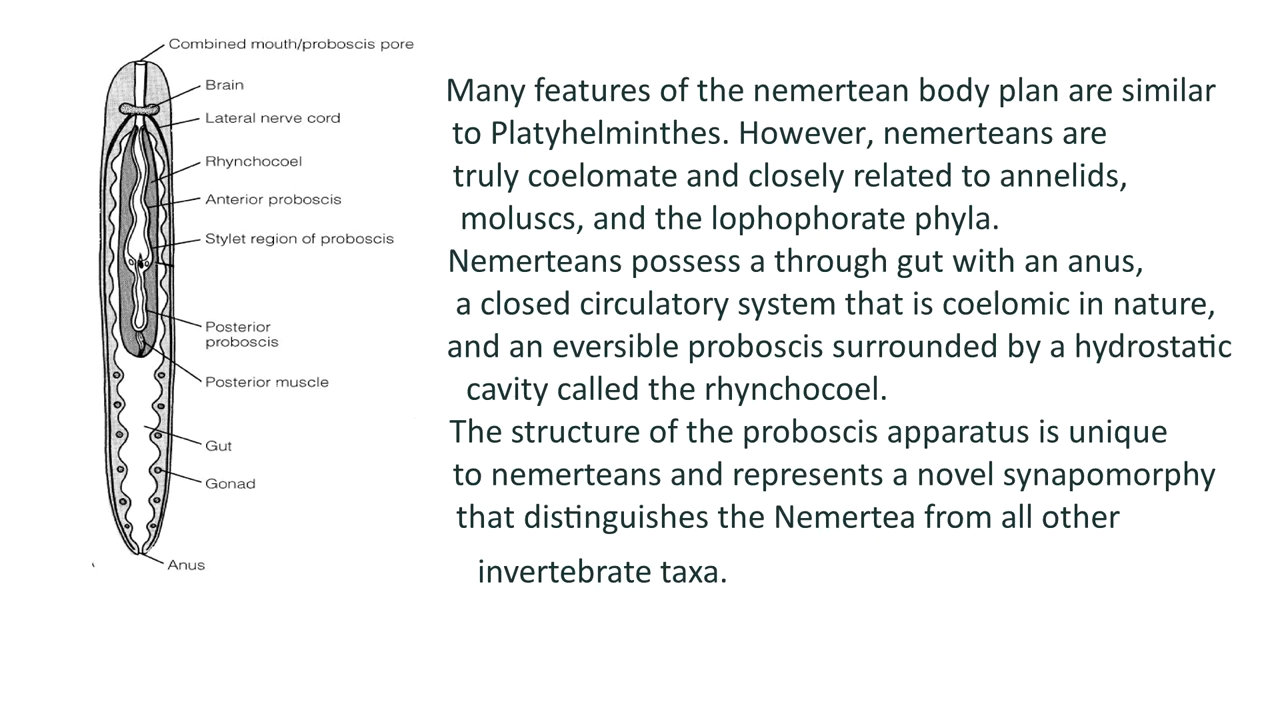 Combined mouth/proboscis pore
Brain
Lateral nerve cord
Rhynchocoel
Anterior proboscis
Stylet region of proboscis
Posterior
proboscis
Posterior muscle
Gut
Gonad
Anus
Many features of the nemertean body plan are similar
to Platyhelminthes. However, nemerteans are
truly coelomate and closely related to annelids,
moluscs, and the lophophorate phyla.
Nemerteans possess a through gut with an anus,
a closed circulatory system that is coelomic in nature,
and an eversible proboscis surrounded by a hydrostatic
cavity called the rhynchocoel.
The structure of the proboscis apparatus is unique
to nemerteans and represents a novel synapomorphy
that distinguishes the Nemertea from all other
invertebrate taxa.